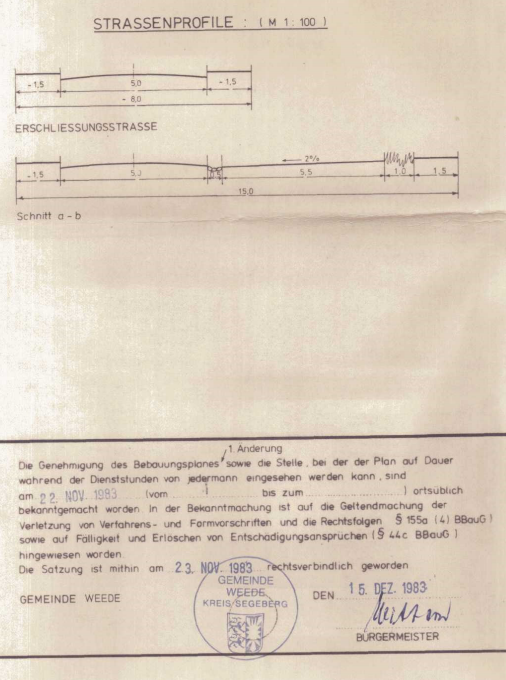 STRASSENPROFILE : ( M 1 : 100 )
- 1,5 5,0 - 1,5
- 8,0
ERSCHLIESSUNGSSTRASSE
2%
- 1,5 5,0 0,5 5,5 1,0 1,5
15,0
Schnitt a - b
1. Änderung
Die Genehmigung des Bebauungsplanes sowie die Stelle, bei der der Plan auf Dauer
während der Dienststunden von jedermann eingesehen werden kann, sind
am 22. NOV. 1983 (vom bis zum ) ortsüblich
bekanntgemacht worden. In der Bekanntmachung ist auf die Geltendmachung der
Verletzung von Verfahrens- und Formvorschriften und die Rechtsfolgen § 155a (4) BBauG )
sowie auf Fälligkeit und Erlöschen von Entschädigungsansprüchen (§ 44c BBauG )
hingewiesen worden.
Die Satzung ist mithin am 23. NOV. 1983 rechtsverbindlich geworden
GEMEINDE
WEEDE
KREIS SEGEBERG
GEMEINDE WEEDE
DEN 15. DEZ. 1983
BÜRGERMEISTER